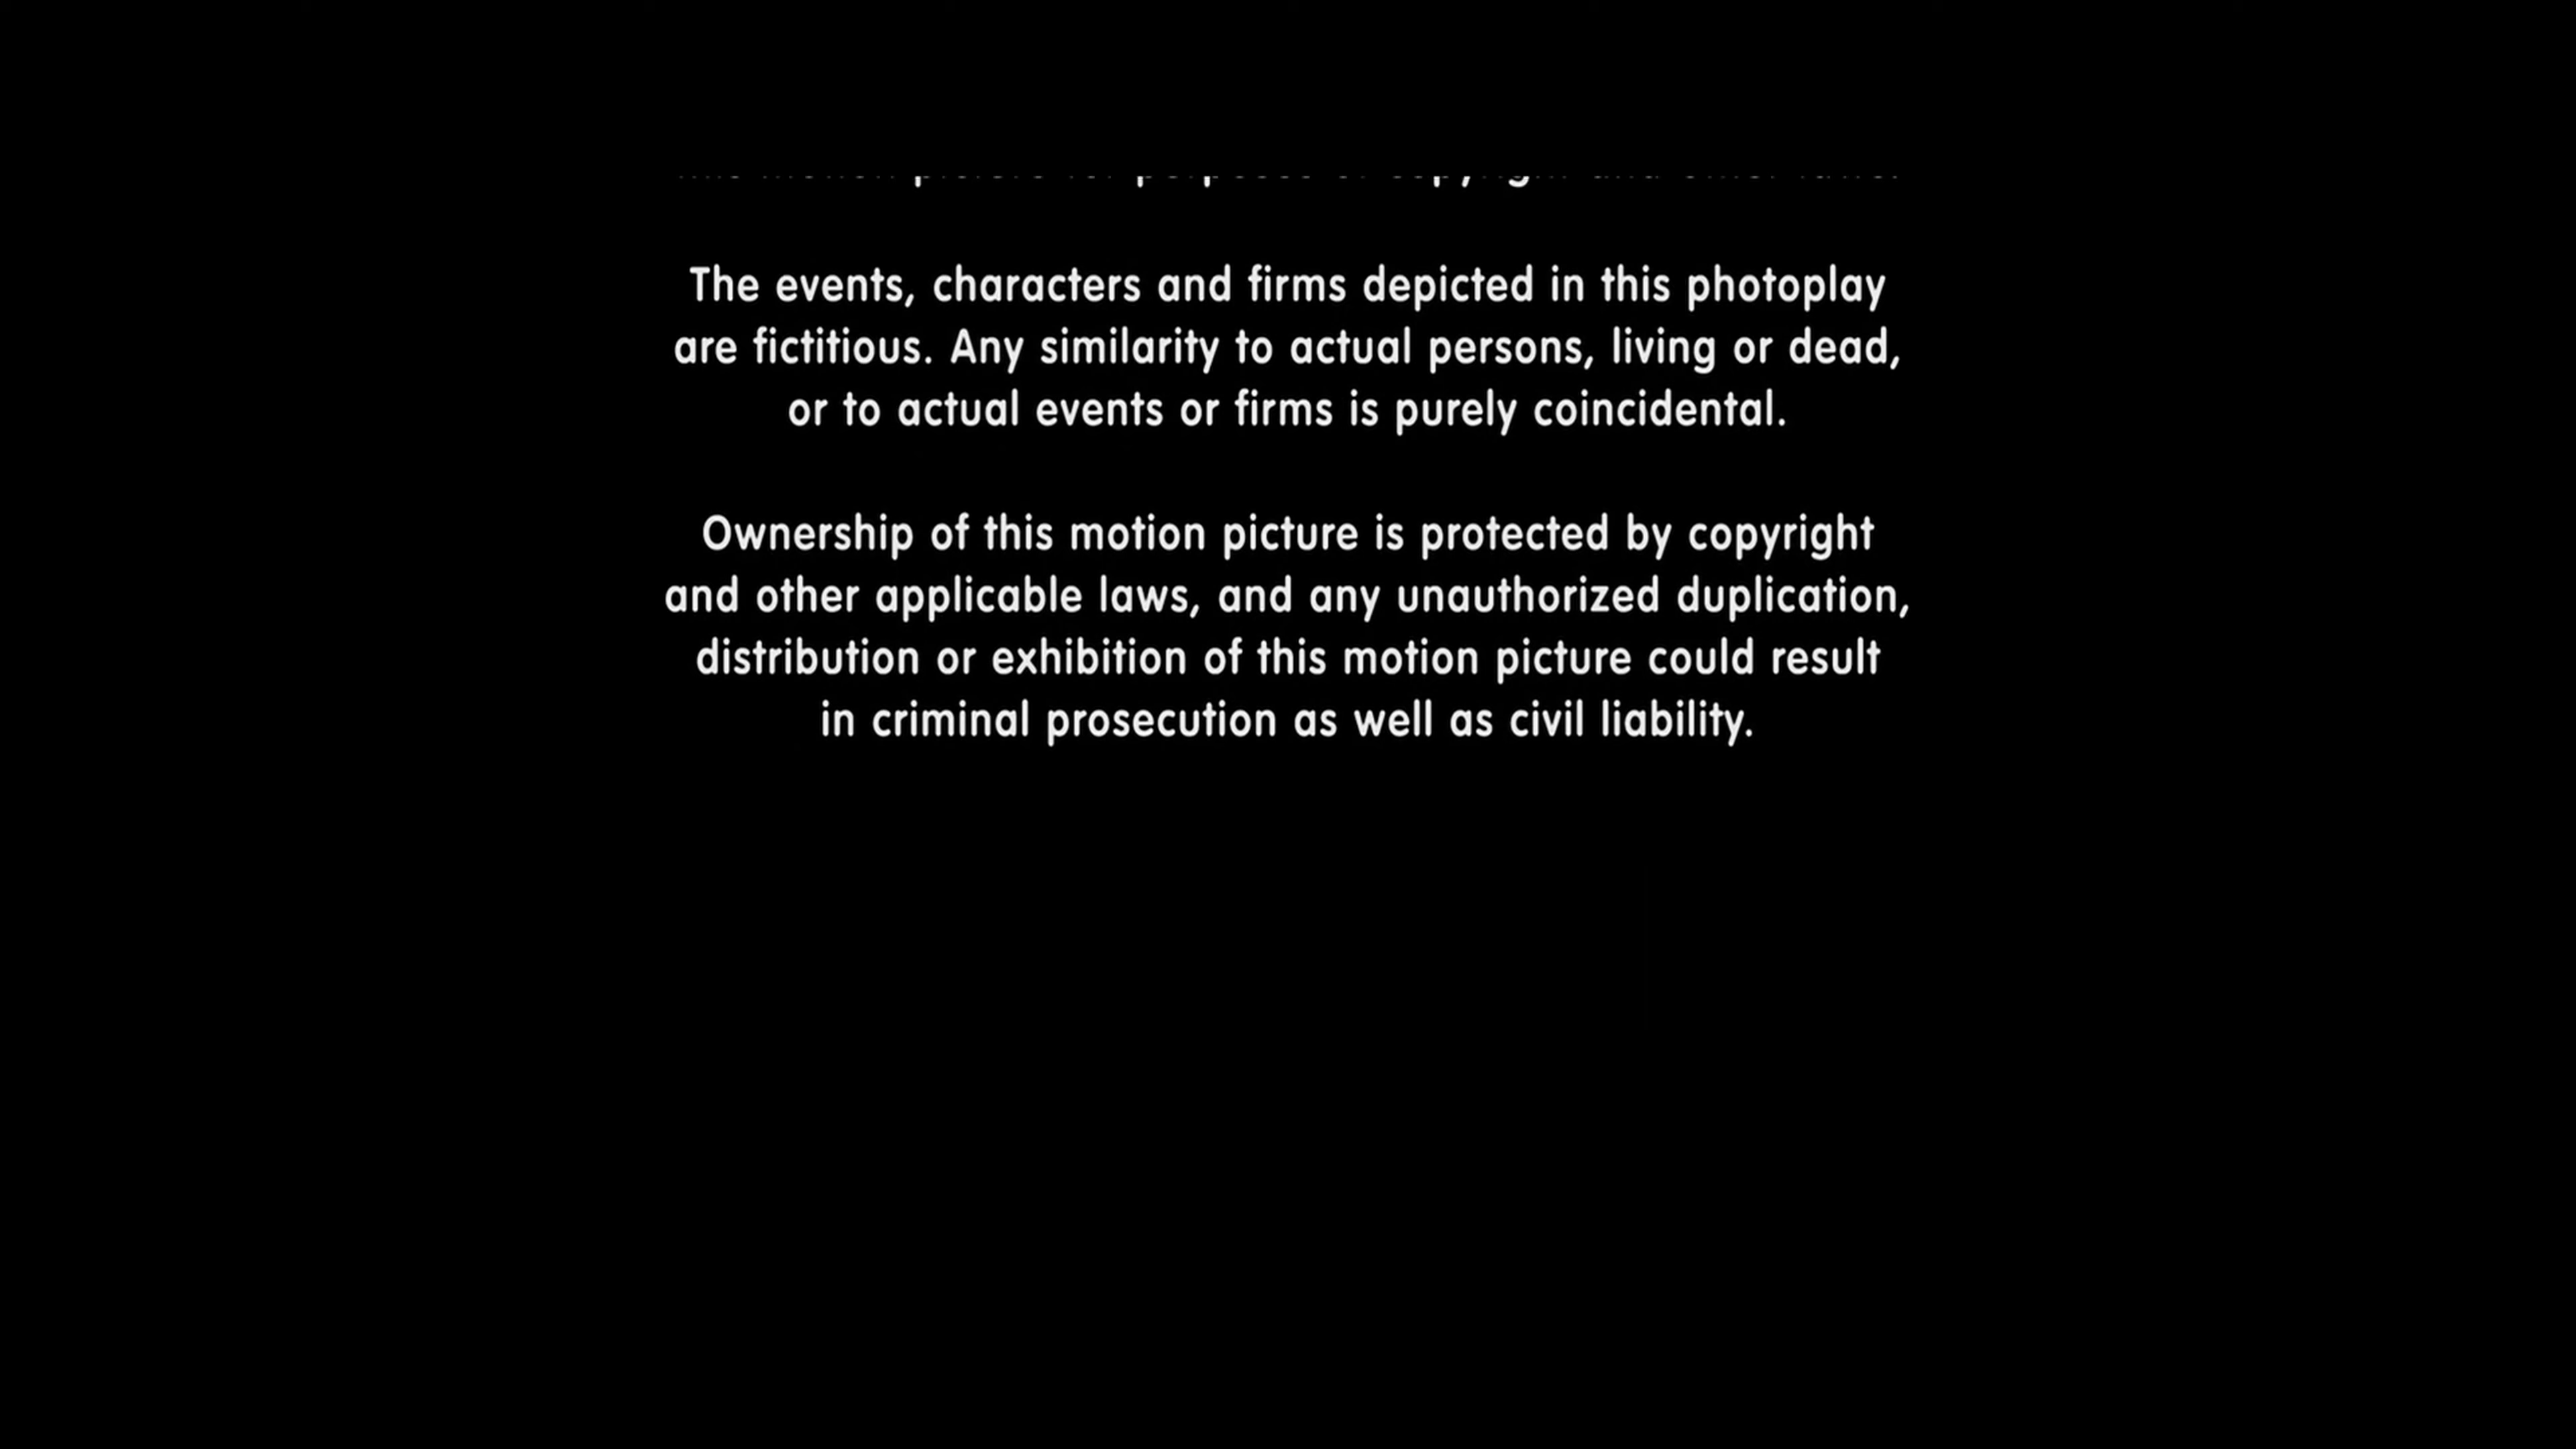 The events, characters and firms depicted in this photoplay
are fictitious. Any similarity to actual persons, living or dead,
or to actual events or firms is purely coincidental.
Ownership of this motion picture is protected by copyright
and other applicable laws, and any unauthorized duplication,
distribution or exhibition of this motion picture could result
in criminal prosecution as well as civil liability.